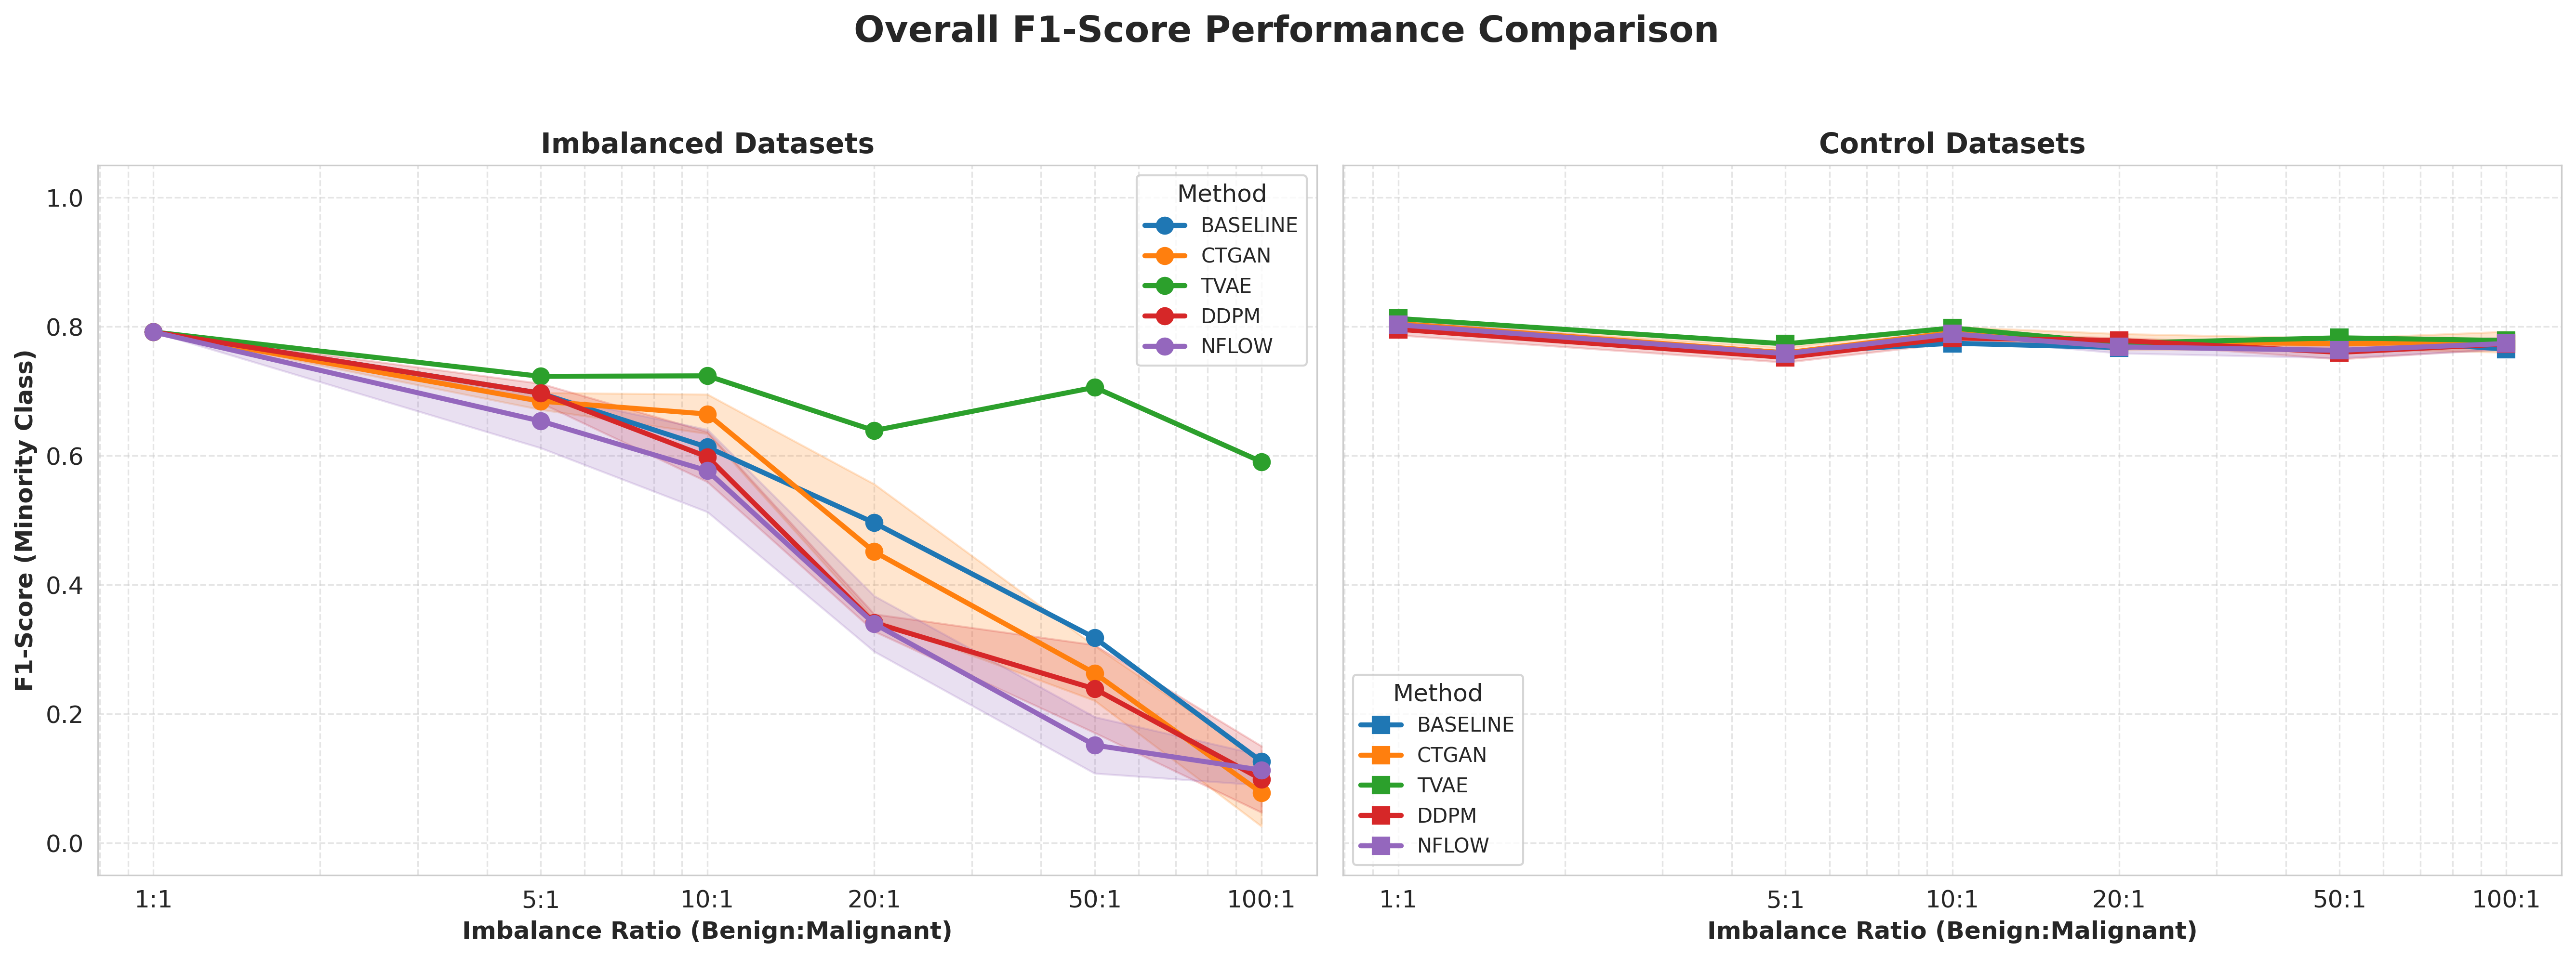 Overall F1-Score Performance Comparison
Imbalanced Datasets
F1-Score (Minority Class)
1.0
0.8
0.6
0.4
0.2
0.0
Method
BASELINE
CTGAN
TVAE
DDPM
NFLOW
1:1
5:1
10:1
20:1
50:1
100:1
Imbalance Ratio (Benign:Malignant)
Control Datasets
Method
BASELINE
CTGAN
TVAE
DDPM
NFLOW
1:1
5:1
10:1
20:1
50:1
100:1
Imbalance Ratio (Benign:Malignant)